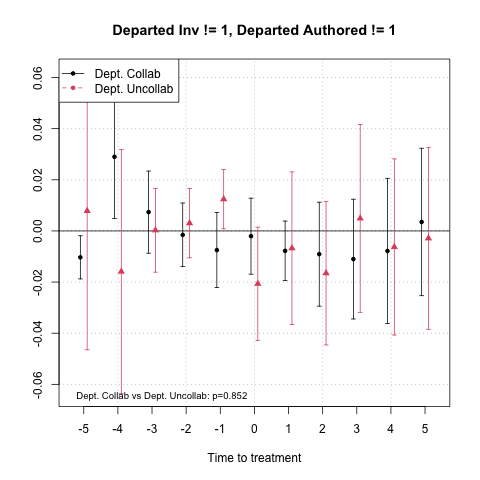 Departed Inv != 1, Departed Authored != 1
Dept. Collab
Dept. Uncollab
0.06
0.04
0.02
0.00
-0.02
-0.04
-0.06
Dept. Collab vs Dept. Uncollab: p=0.852
-5 -4 -3 -2 -1 0 1 2 3 4 5
Time to treatment